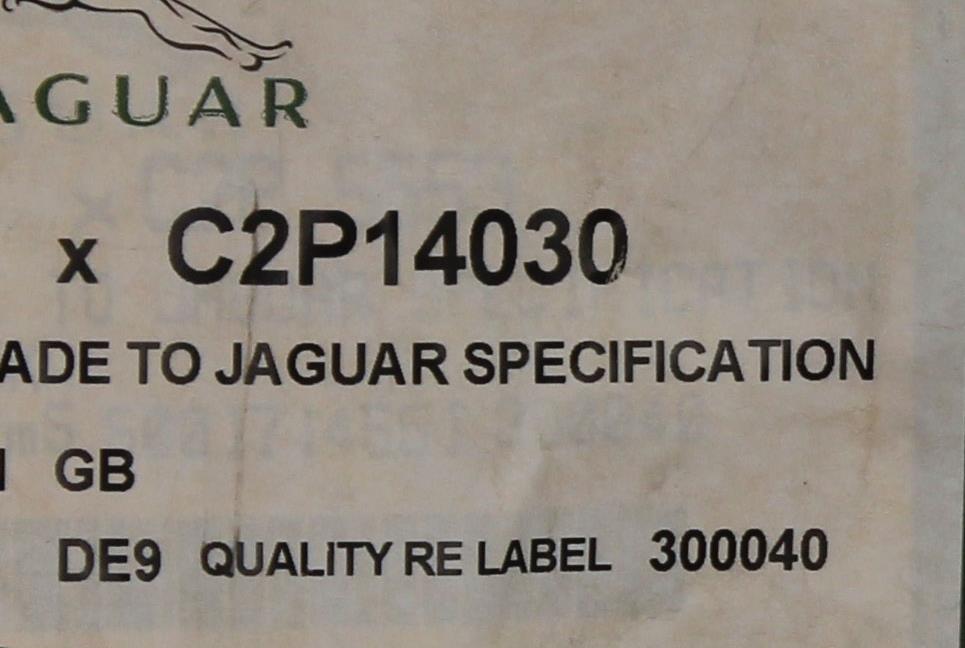 AGUAR
x C2P14030
ADE TO JAGUAR SPECIFICATION
GB
DE9 QUALITY RE LABEL 300040